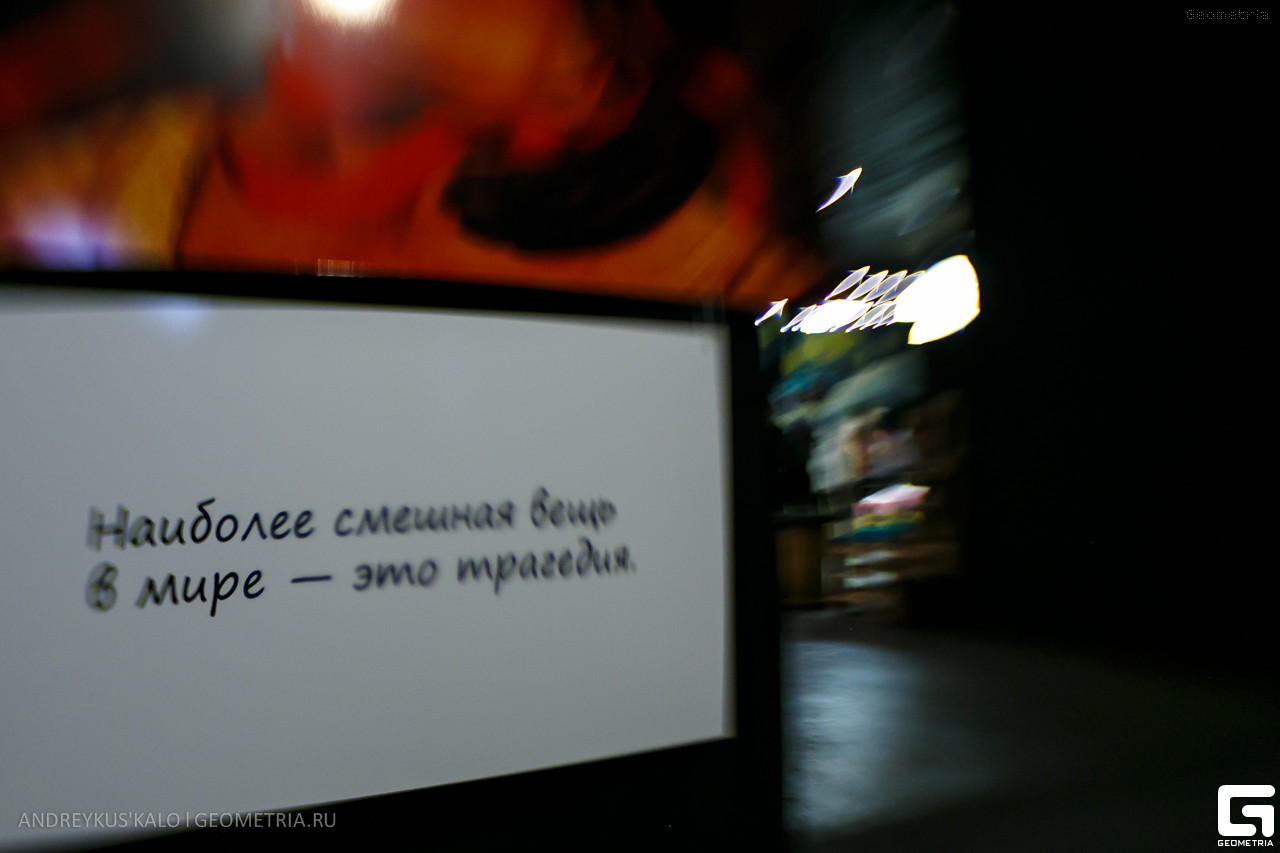 Geometria
Наиболее смешная вещь
в мире — это трагедия.
ANDREYKUS'KALO | GEOMETRIA.RU
GEOMETRIA